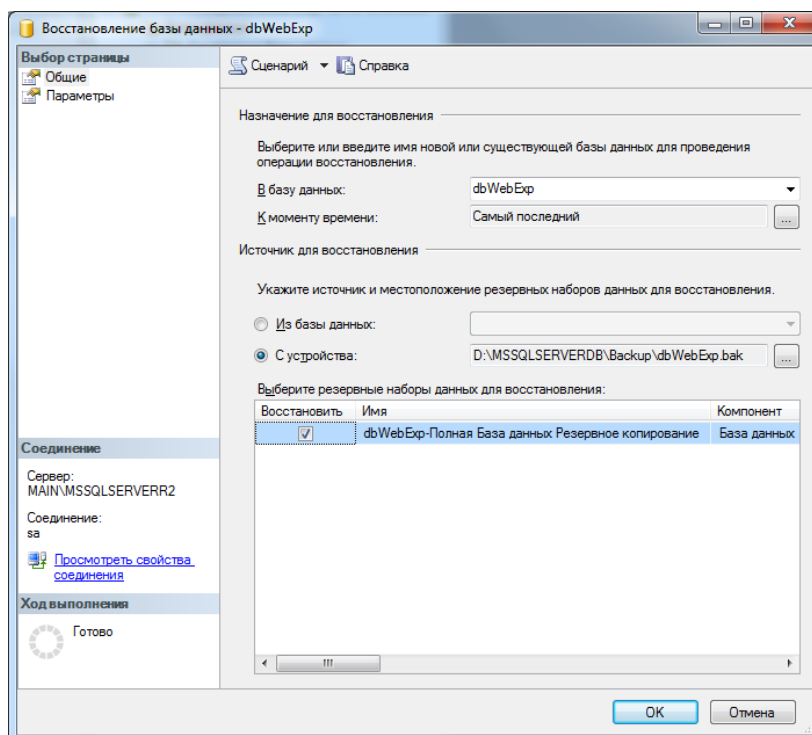 Восстановление базы данных - dbWebExp
Выбор страницы
Общие
Параметры
Сценарий
Справка
Назначение для восстановления
Выберите или введите имя новой или существующей базы данных для проведения
операции восстановления.
В базу данных:
dbWebExp
К моменту времени:
Самый последний
...
Источник для восстановления
Укажите источник и местоположение резервных наборов данных для восстановления.
Из базы данных:
С устройства:
D:\MSSQLSERVERDB\Backup\dbWebExp.bak
...
Выберите резервные наборы данных для восстановления:
Восстановить Имя Компонент
dbWebExp-Полная База данных Резервное копирование База данных
Соединение
Сервер:
MAIN\MSSQLSERVERR2
Соединение:
sa
Просмотреть свойства
соединения
Ход выполнения
Готово
OK
Отмена